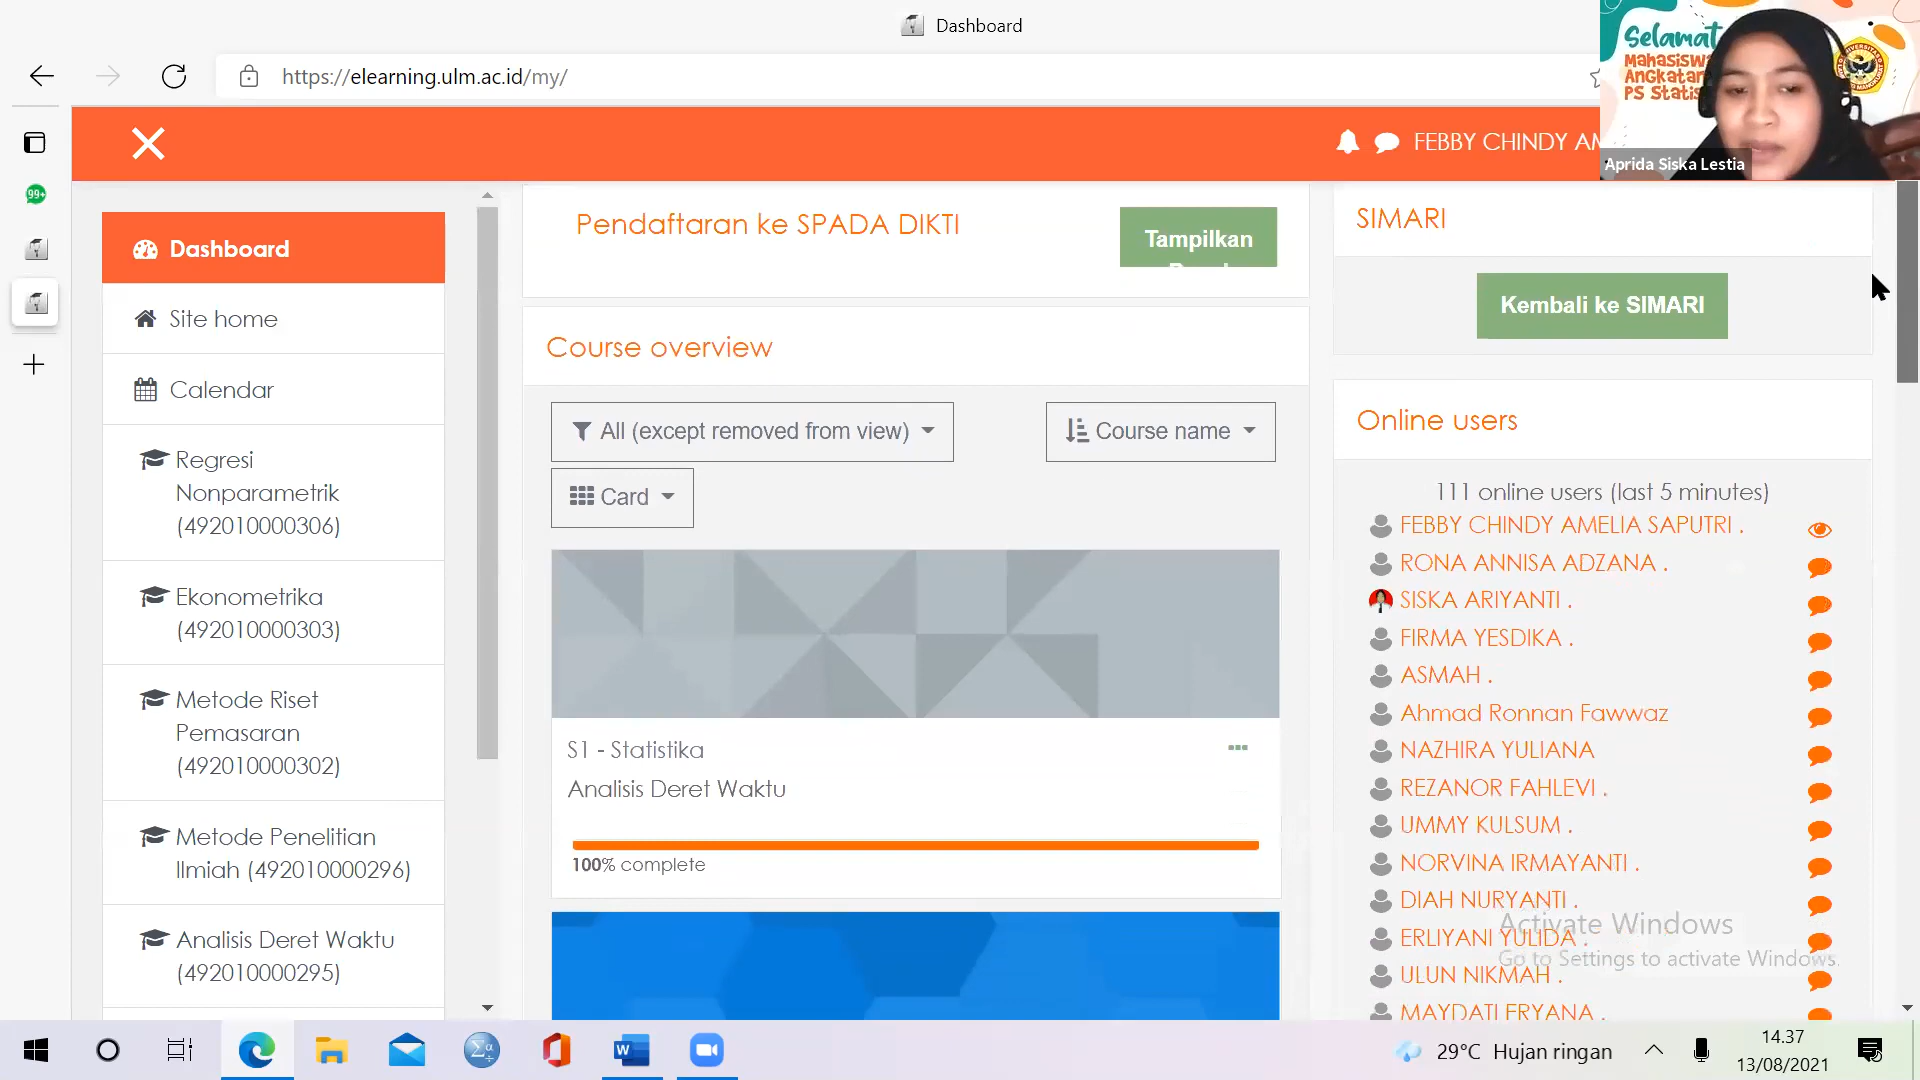 Dashboard
https://elearning.ulm.ac.id/my/
Selamat
Mahasiswa
Angkatan
PS Statis
Aprida Siska Lestia
FEBBY CHINDY AM
99+
Dashboard
Site home
Calendar
Regresi
Nonparametrik
(492010000306)
Ekonometrika
(492010000303)
Metode Riset
Pemasaran
(492010000302)
Metode Penelitian
Ilmiah (492010000296)
Analisis Deret Waktu
(492010000295)
Pendaftaran ke SPADA DIKTI
Tampilkan
Course overview
All (except removed from view)
Course name
Card
S1 - Statistika
Analisis Deret Waktu
100% complete
SIMARI
Kembali ke SIMARI
Online users
111 online users (last 5 minutes)
FEBBY CHINDY AMELIA SAPUTRI .
RONA ANNISA ADZANA .
SISKA ARIYANTI .
FIRMA YESDIKA .
ASMAH .
Ahmad Ronnan Fawwaz
NAZHIRA YULIANA
REZANOR FAHLEVI .
UMMY KULSUM .
NORVINA IRMAYANTI .
DIAH NURYANTI .
ERLIYANI YULIDA .
ULUN NIKMAH .
MAYDATI FRYANA .
Activate Windows
Go to Settings to activate Windows.
29°C Hujan ringan
14.37
13/08/2021